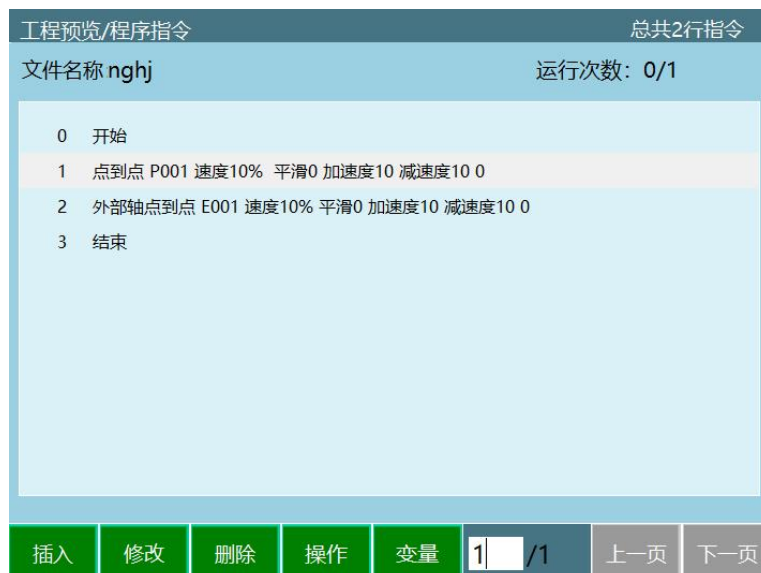 工程预览/程序指令 总共2行指令
文件名称 nghj 运行次数：0/1
0 开始
1 点到点 P001 速度10% 平滑0 加速度10 减速度10 0
2 外部轴点到点 E001 速度10% 平滑0 加速度10 减速度10 0
3 结束
插入 修改 删除 操作 变量 1 /1 上一页 下一页